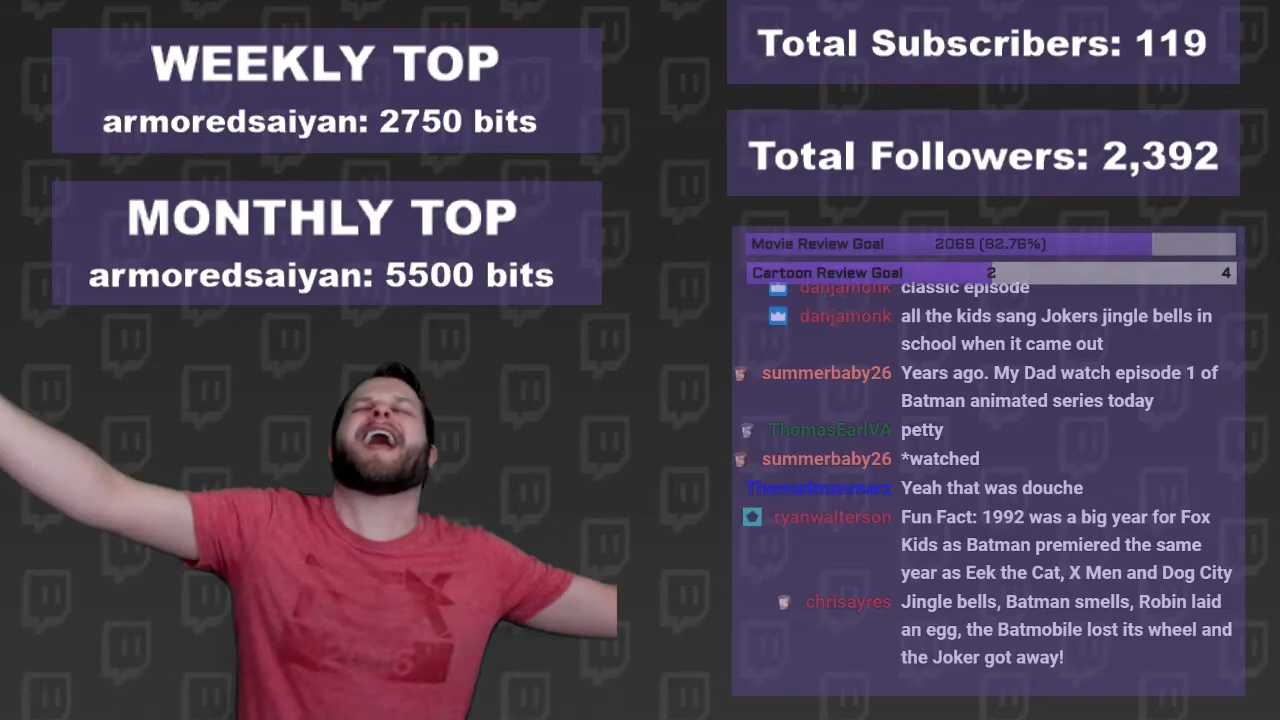 WEEKLY TOP
armoredsaiyan: 2750 bits
MONTHLY TOP
armoredsaiyan: 5500 bits
Total Subscribers: 119
Total Followers: 2,392
Movie Review Goal 2069 (82.76%)
Cartoon Review Goal 2 4
danjamonk classic episode
danjamonk all the kids sang Jokers jingle bells in
school when it came out
summerbaby26 Years ago. My Dad watch episode 1 of
Batman animated series today
ThomasEarlVA petty
summerbaby26 *watched
Themadmanmarx Yeah that was douche
ryanwalterson Fun Fact: 1992 was a big year for Fox
Kids as Batman premiered the same
year as Eek the Cat, X Men and Dog City
chrisayres Jingle bells, Batman smells, Robin laid
an egg, the Batmobile lost its wheel and
the Joker got away!